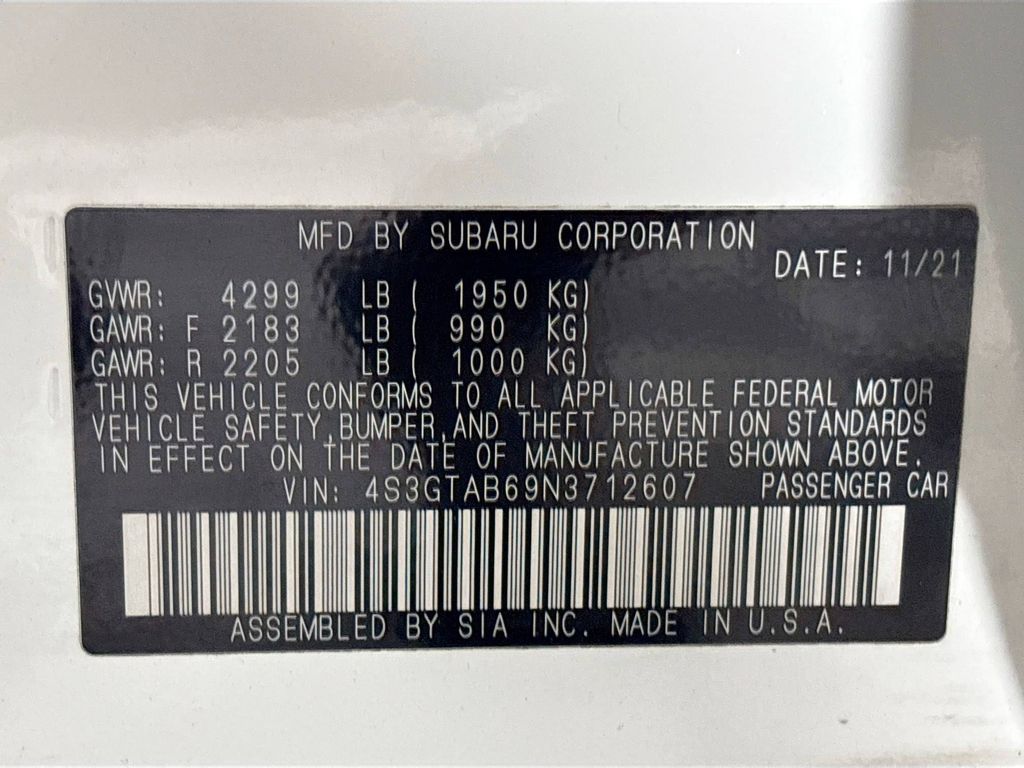 MFD BY SUBARU CORPORATION
DATE: 11/21
GVWR: 4299 LB ( 1950 KG)
GAWR: F 2183 LB ( 990 KG)
GAWR: R 2205 LB ( 1000 KG)
THIS VEHICLE CONFORMS TO ALL APPLICABLE FEDERAL MOTOR
VEHICLE SAFETY,BUMPER,AND THEFT PREVENTION STANDARDS
IN EFFECT ON THE DATE OF MANUFACTURE SHOWN ABOVE.
VIN: 4S3GTAB69N3712607 PASSENGER CAR
ASSEMBLED BY SIA INC. MADE IN U.S.A.